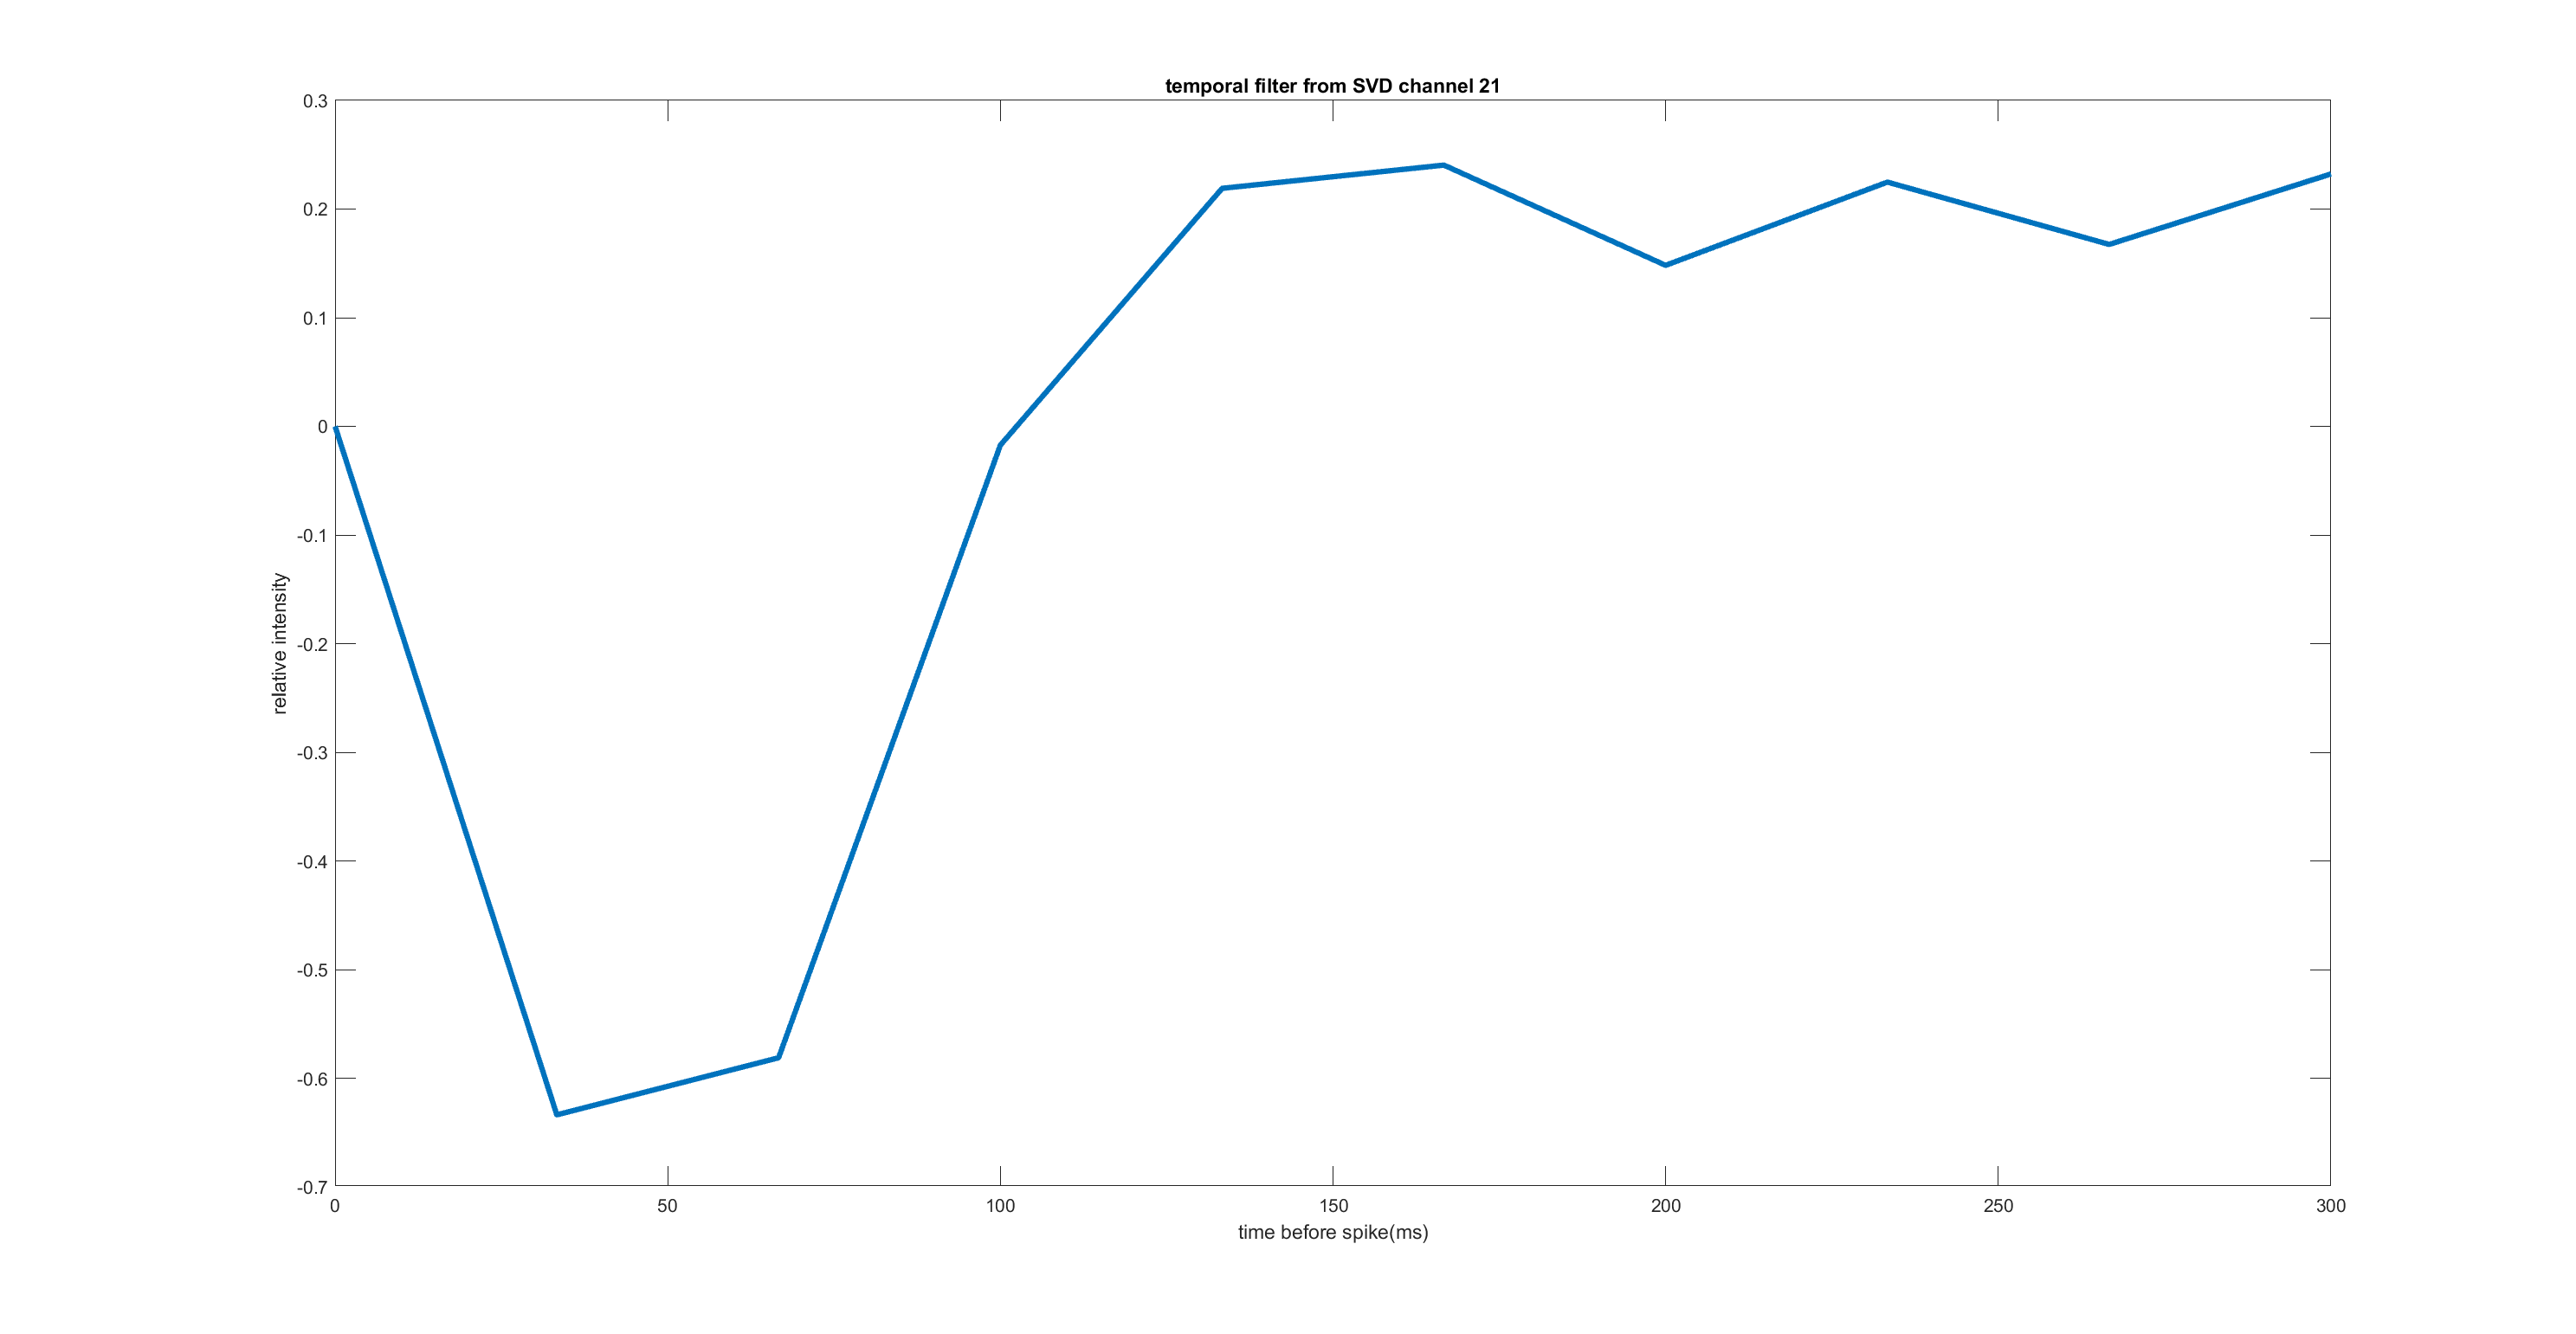 temporal filter from SVD channel 21
0.3
0.2
0.1
0
-0.1
-0.2
-0.3
-0.4
-0.5
-0.6
-0.7
relative intensity
0 50 100 150 200 250 300
time before spike(ms)